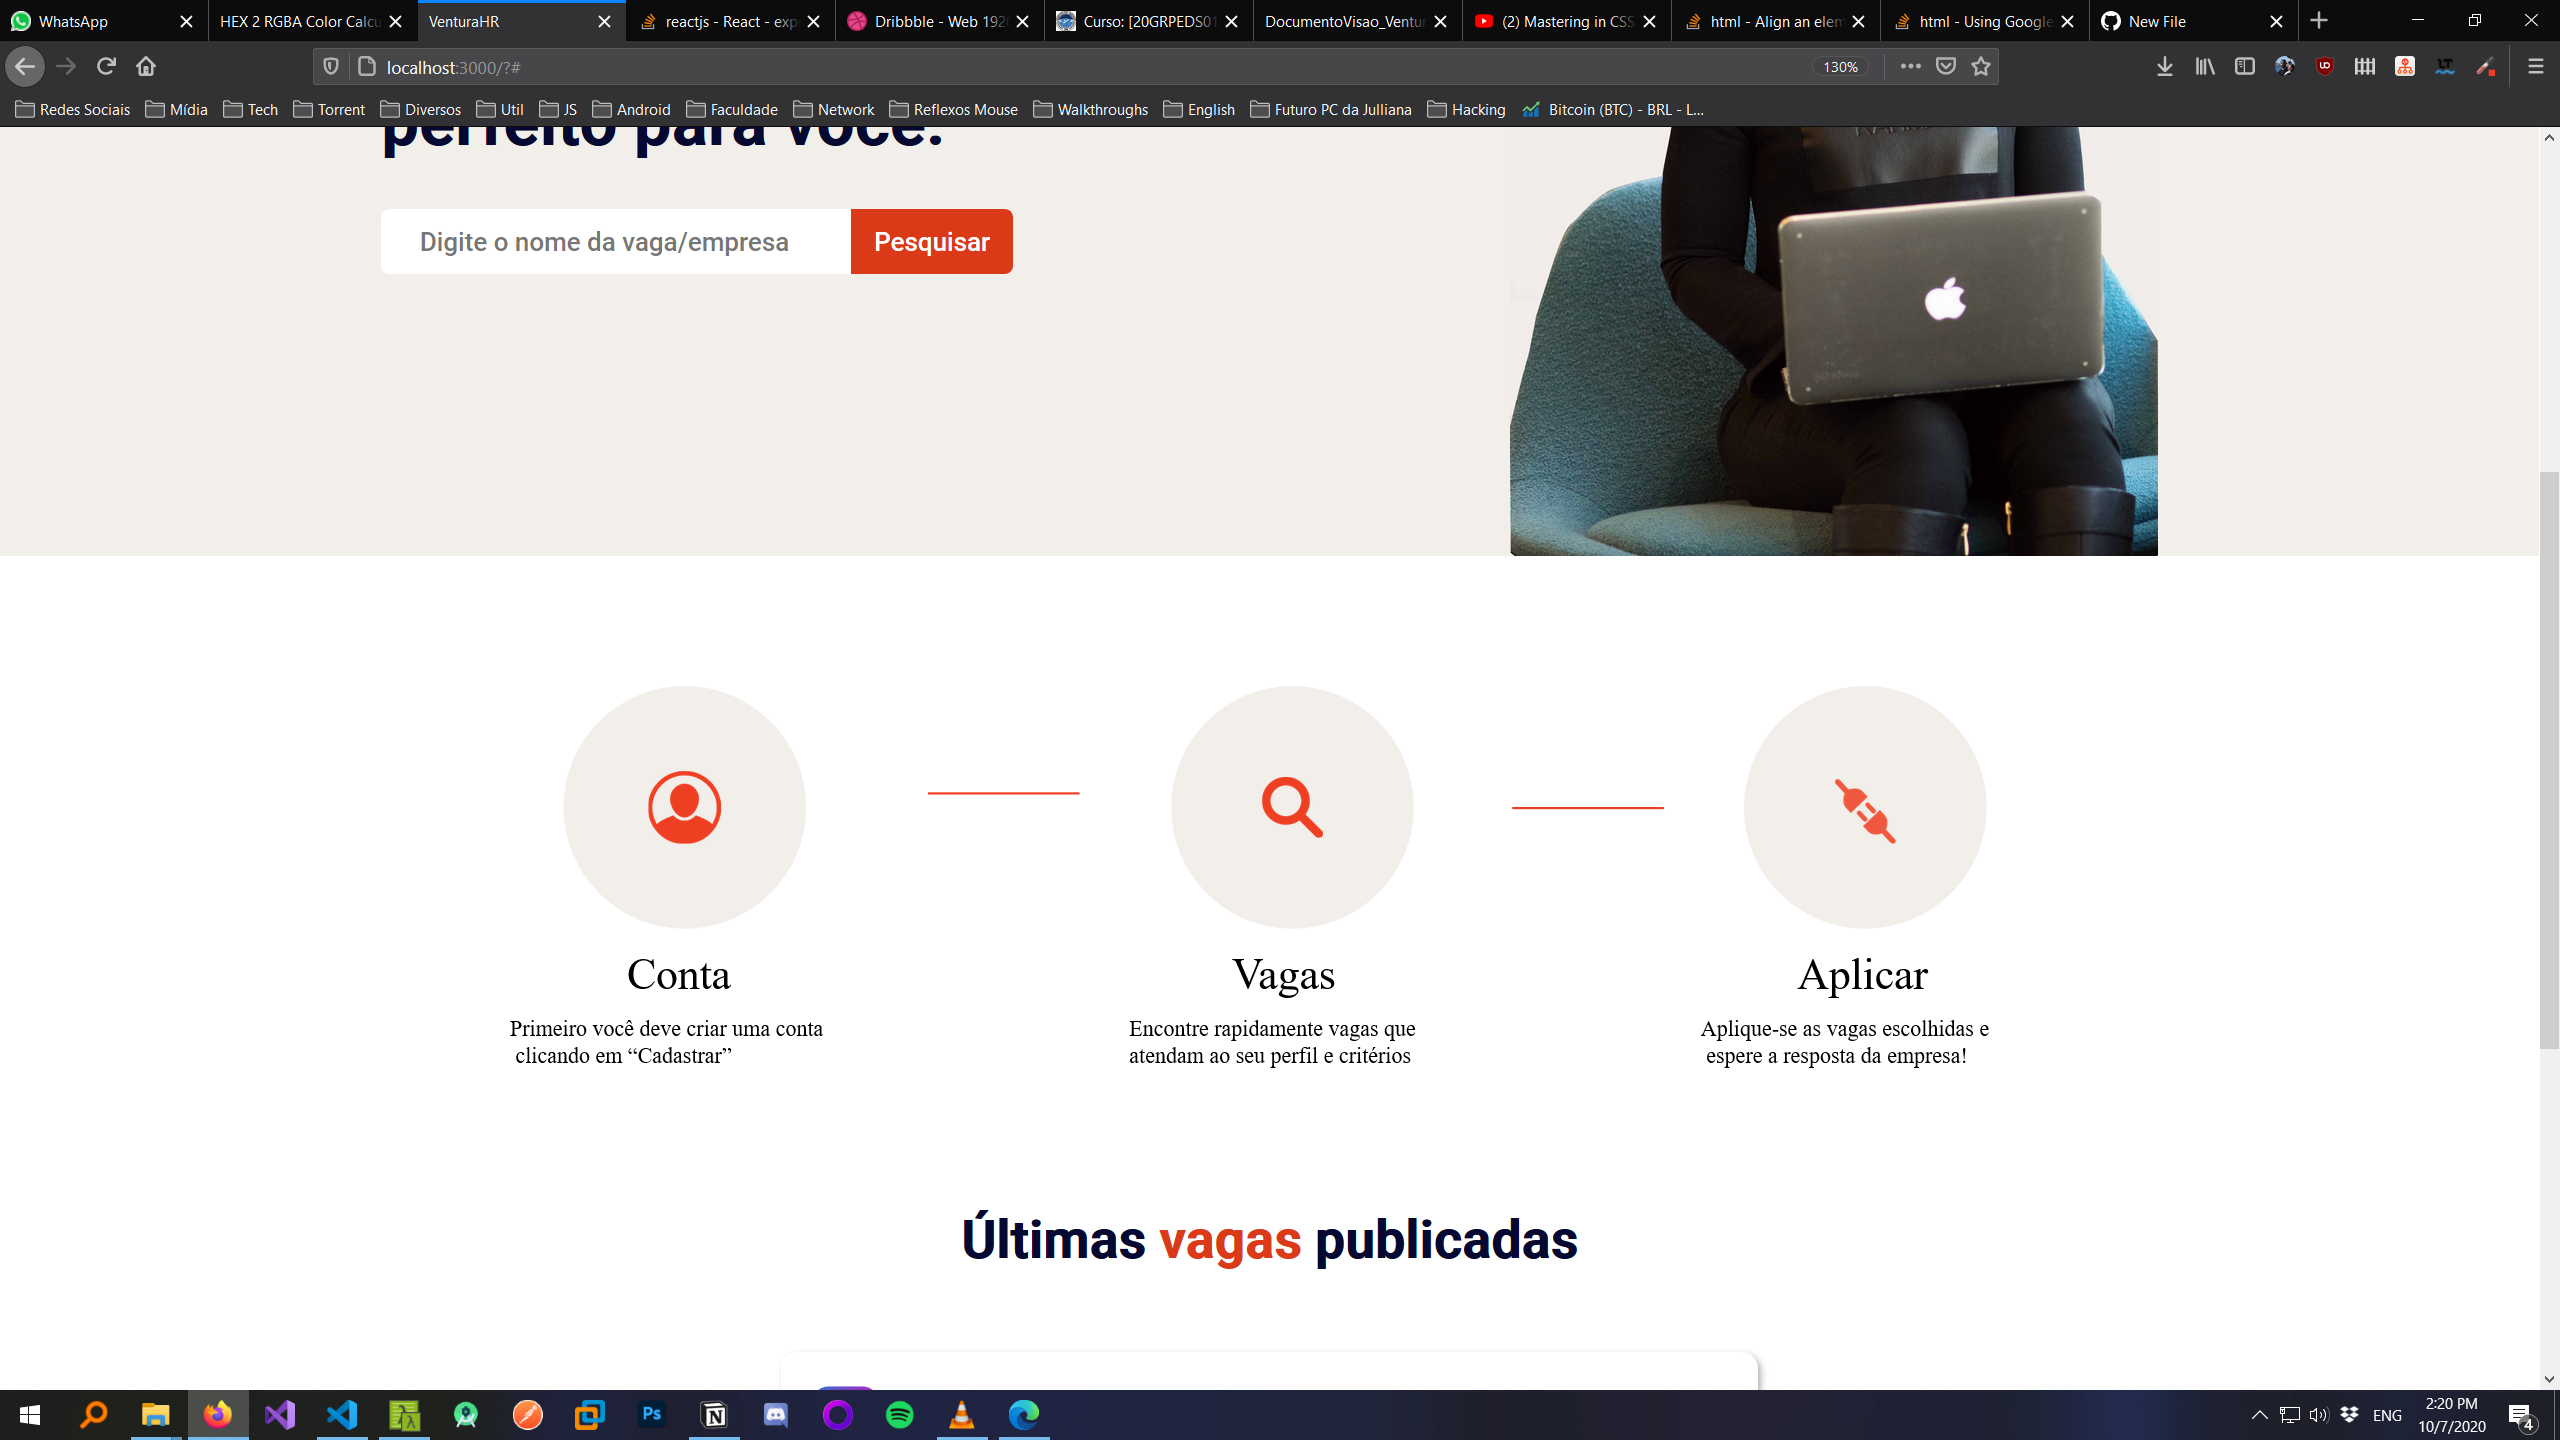 WhatsApp
HEX 2 RGBA Color Calcu
VenturaHR
reactjs - React - exp
Dribbble - Web 192
Curso: [20GRPEDS01
DocumentoVisao_Ventur
(2) Mastering in CSS
html - Align an elem
html - Using Google
New File
localhost:3000/?#
130%
Redes Sociais
Mídia
Tech
Torrent
Diversos
Util
JS
Android
Faculdade
Network
Reflexos Mouse
Walkthroughs
English
Futuro PC da Julliana
Hacking
Bitcoin (BTC) - BRL - L...
perfeito para você.
Digite o nome da vaga/empresa
Pesquisar
Conta
Primeiro você deve criar uma conta
clicando em “Cadastrar”
Vagas
Encontre rapidamente vagas que
atendam ao seu perfil e critérios
Aplicar
Aplique-se as vagas escolhidas e
espere a resposta da empresa!
Últimas vagas publicadas
Ps
ENG
2:20 PM
10/7/2020
4